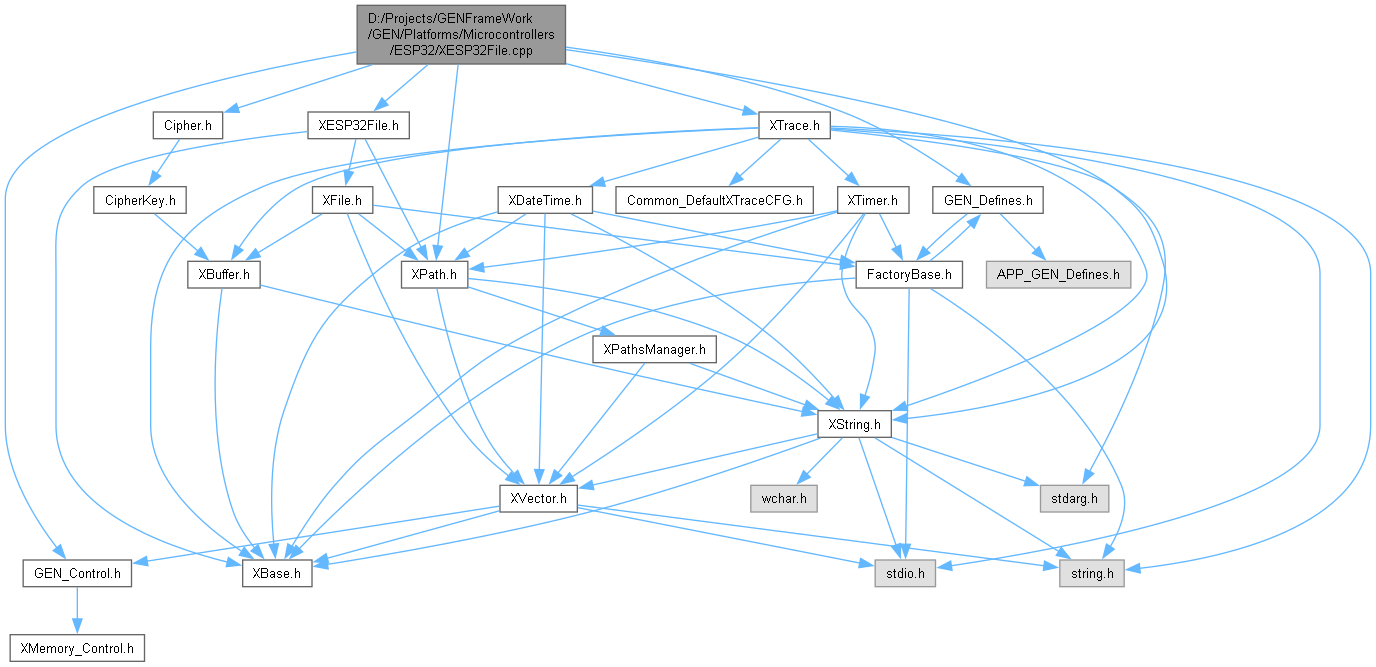 D:/Projects/GENFrameWork
/GEN/Platforms/Microcontrollers
/ESP32/XESP32File.cpp
Cipher.h
XESP32File.h
XTrace.h
CipherKey.h
XFile.h
XDateTime.h
Common_DefaultXTraceCFG.h
XTimer.h
GEN_Defines.h
XBuffer.h
XPath.h
FactoryBase.h
APP_GEN_Defines.h
XPathsManager.h
XString.h
XVector.h
wchar.h
stdarg.h
GEN_Control.h
XBase.h
stdio.h
string.h
XMemory_Control.h